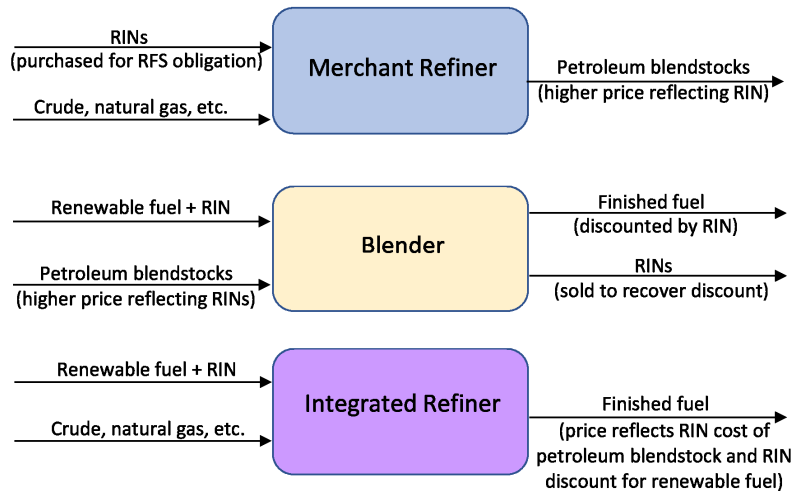 RINs
(purchased for RFS obligation)
Crude, natural gas, etc.
Merchant Refiner
Petroleum blendstocks
(higher price reflecting RIN)
Renewable fuel + RIN
Petroleum blendstocks
(higher price reflecting RINs)
Blender
Finished fuel
(discounted by RIN)
RINs
(sold to recover discount)
Renewable fuel + RIN
Crude, natural gas, etc.
Integrated Refiner
Finished fuel
(price reflects RIN cost of
petroleum blendstock and RIN
discount for renewable fuel)